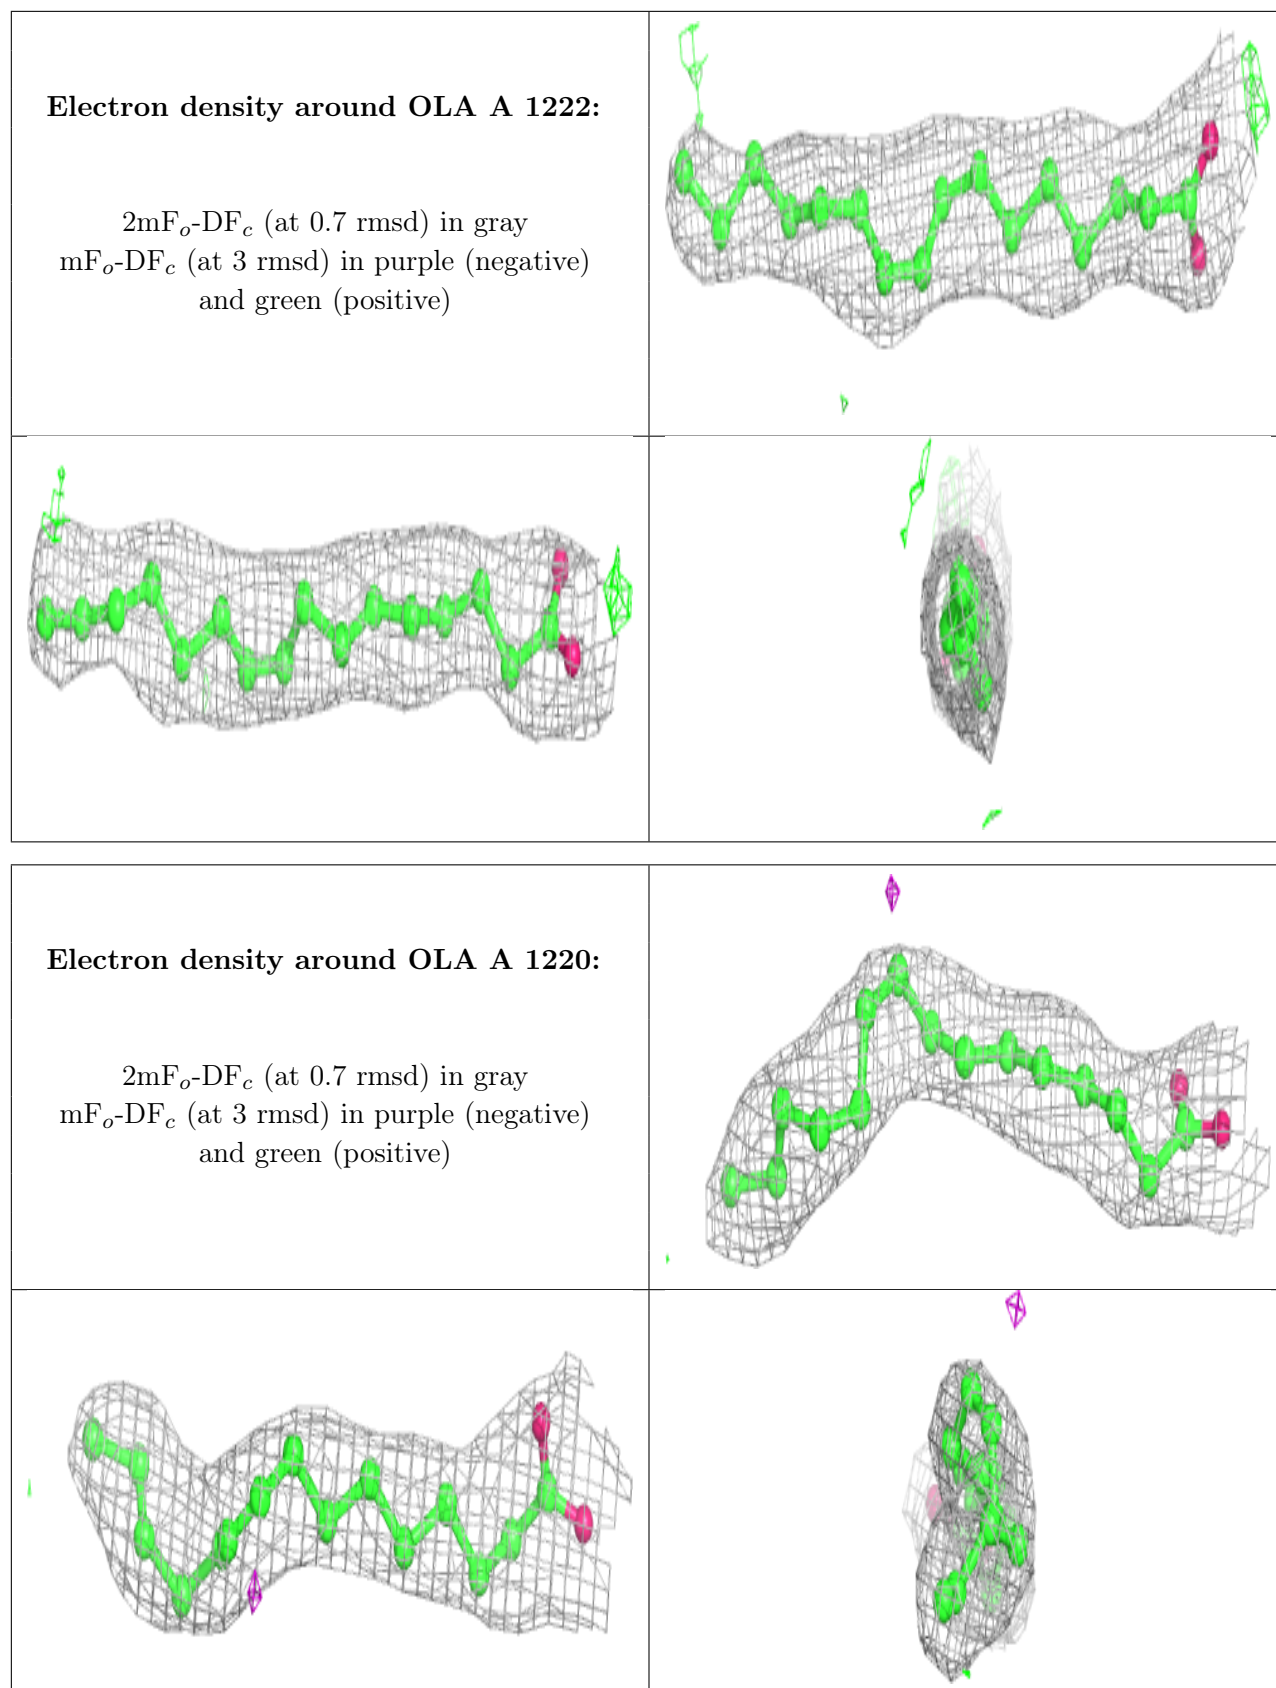 Electron density around OLA A 1222:
2mFo-DFc (at 0.7 rmsd) in gray
mFo-DFc (at 3 rmsd) in purple (negative)
and green (positive)
Electron density around OLA A 1220:
2mFo-DFc (at 0.7 rmsd) in gray
mFo-DFc (at 3 rmsd) in purple (negative)
and green (positive)